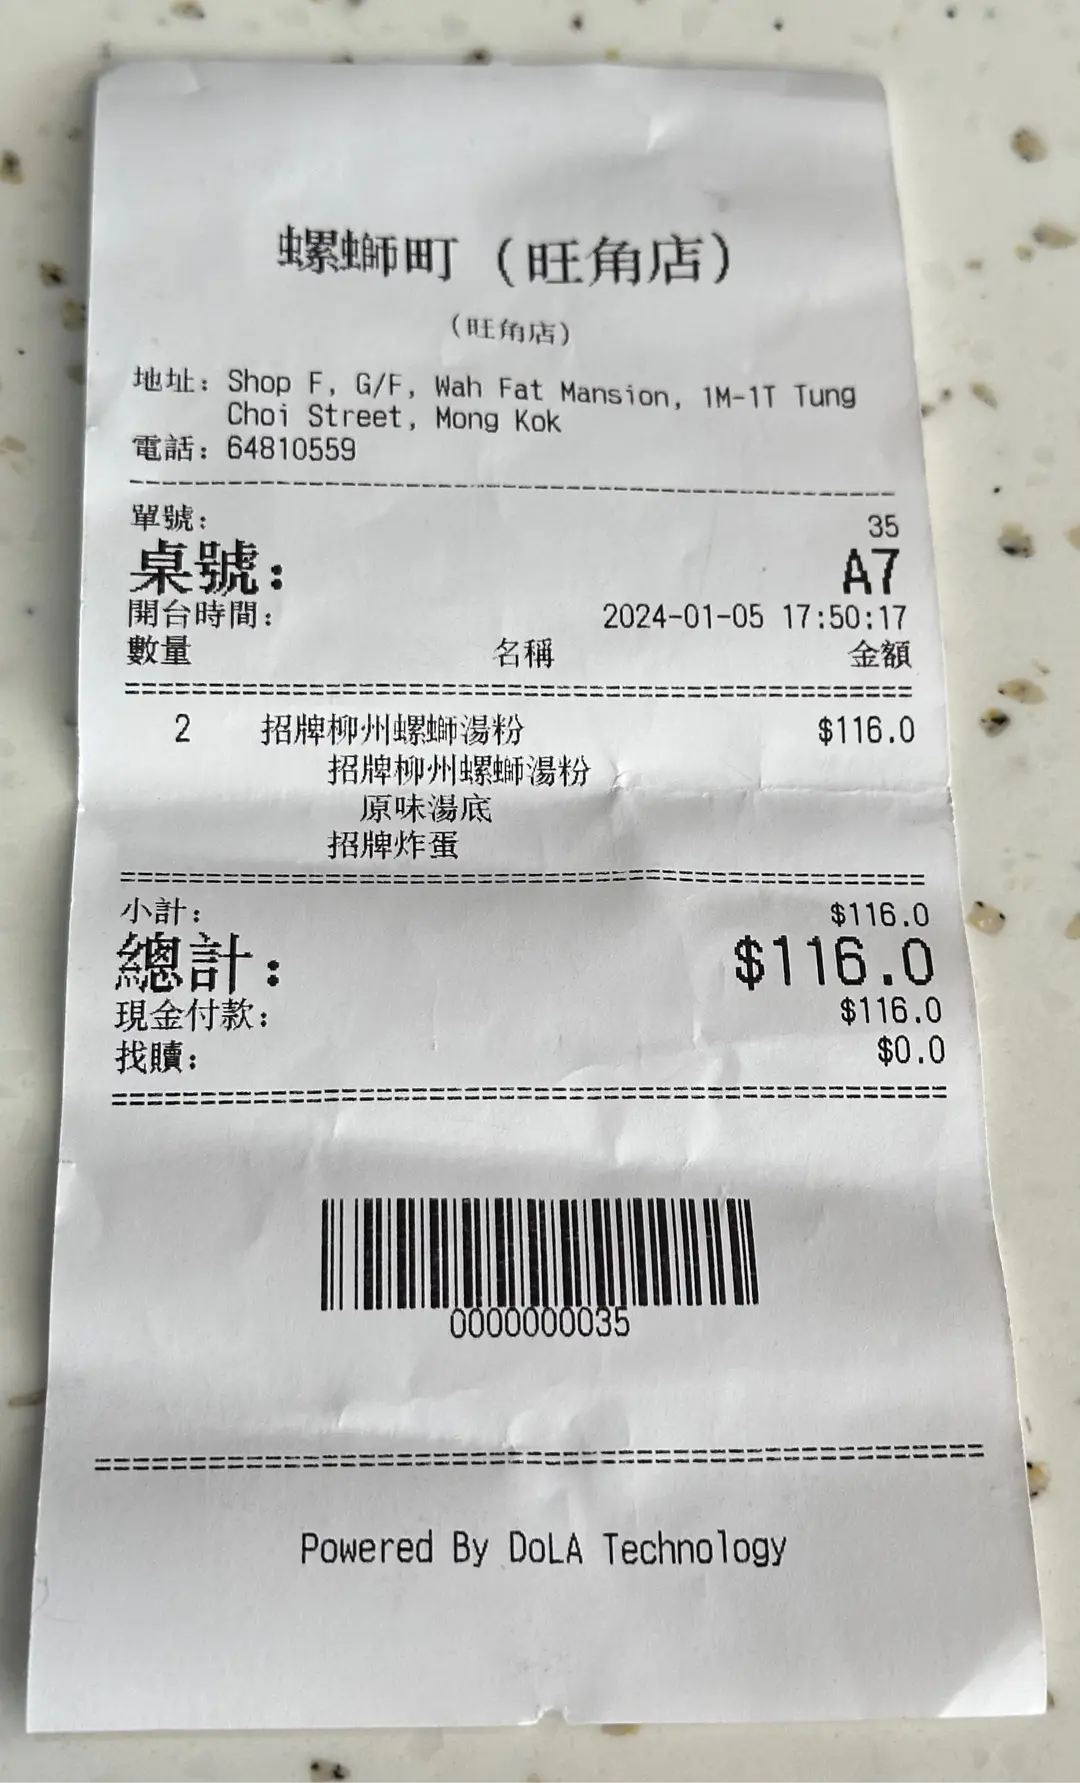 螺螄町（旺角店）
（旺角店）
地址：Shop F, G/F, Wah Fat Mansion, 1M-1T Tung
Choi Street, Mong Kok
電話：64810559
單號： 35
桌號： A7
開台時間： 2024-01-05 17:50:17
數量 名稱 金額
2 招牌柳州螺螄湯粉 $116.0
招牌柳州螺螄湯粉
原味湯底
招牌炸蛋
小計： $116.0
總計： $116.0
現金付款： $116.0
找贖： $0.0
0000000035
Powered By DoLA Technology